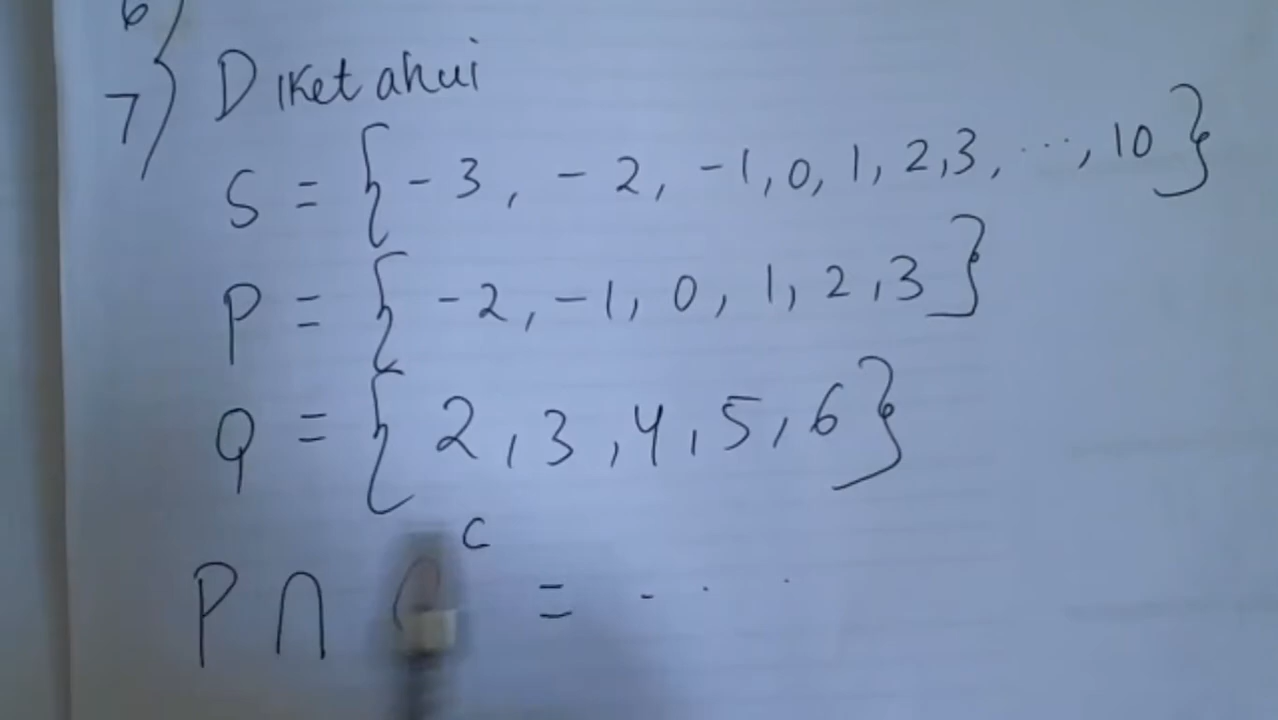 6)
7) Diketahui
S = {-3, -2, -1, 0, 1, 2, 3, ..., 10}
P = {-2, -1, 0, 1, 2, 3}
Q = {2, 3, 4, 5, 6}
P ∩ C = ...